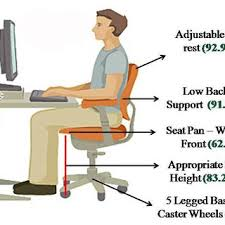 Adjustable
rest (92.9
Low Back
Support (91.
Seat Pan – W
Front (62.
Appropriate
Height (83.2
5 Legged Bas
Caster Wheels